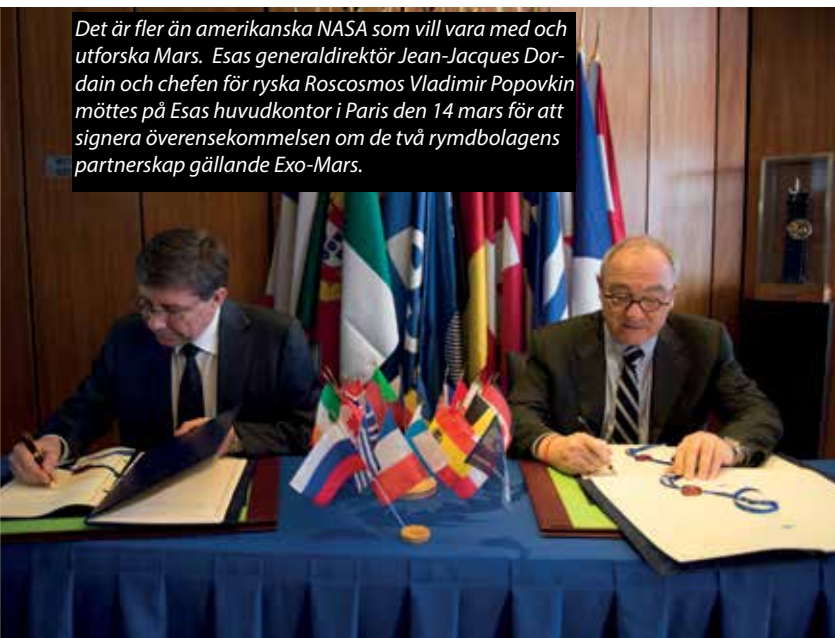 Det är fler än amerikanska NASA som vill vara med och
utforska Mars.  Esas generaldirektör Jean-Jacques Dor-
dain och chefen för ryska Roscosmos Vladimir Popovkin
möttes på Esas huvudkontor i Paris den 14 mars för att
signera överensekommelsen om de två rymdbolagens
partnerskap gällande Exo-Mars.